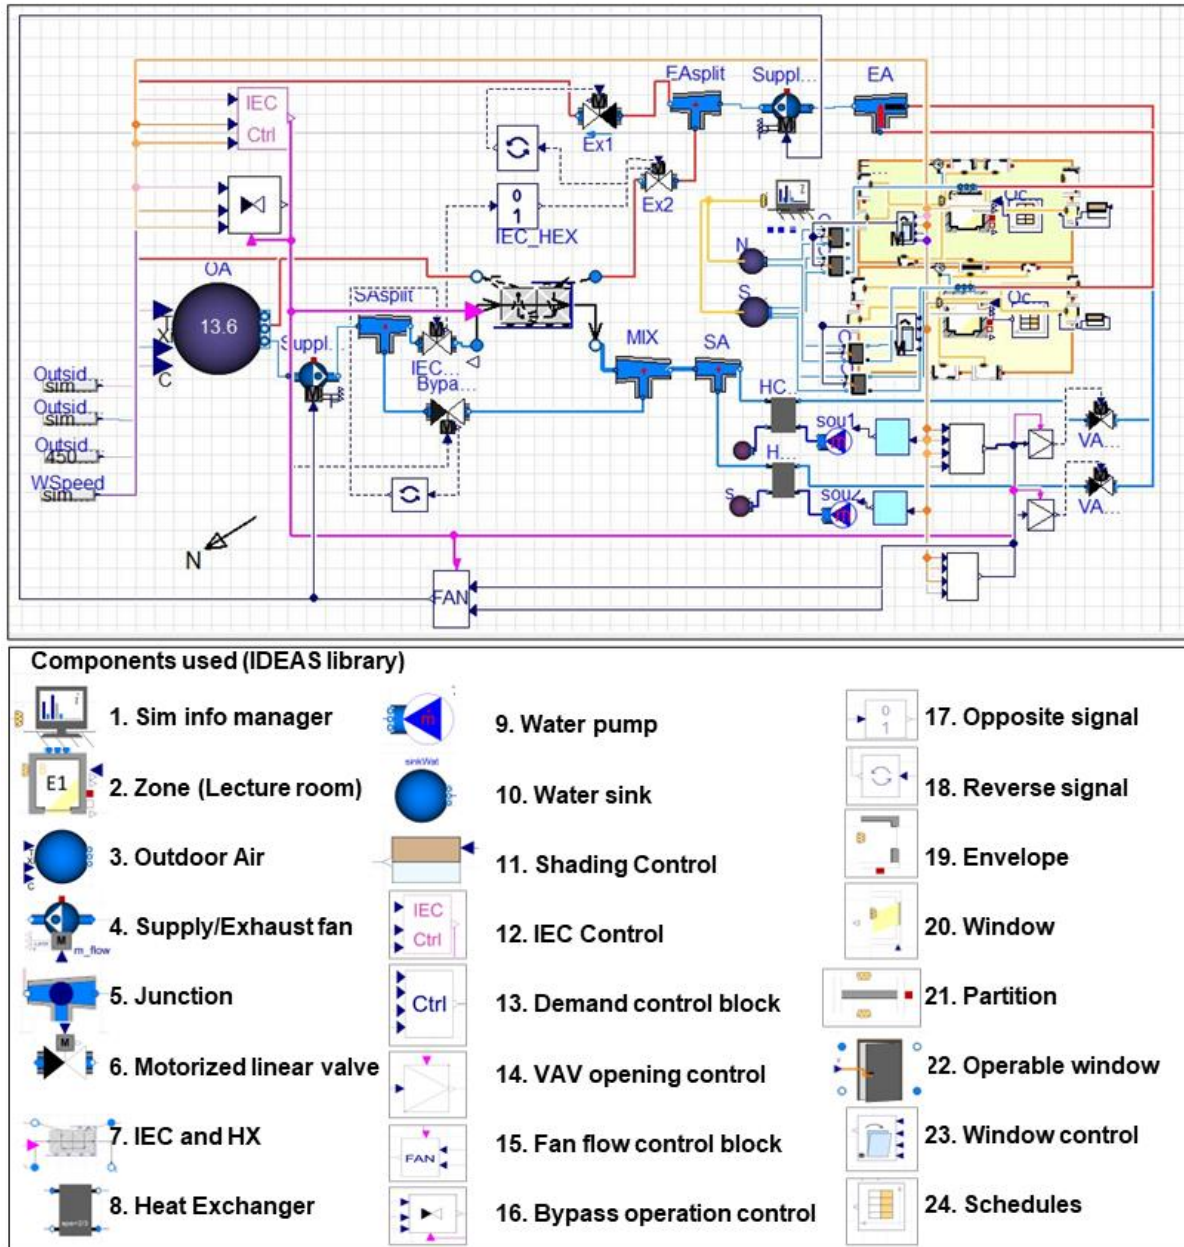 EAsplit
Suppl...
EA
IEC
Ctrl
M
Ex1
M
M
Ex2
0
1
IEC_HEX
E...
Qc
M
OA
N
SAsplit
S
Qc
13.6
X
Suppl...
M
MIX
SA
M
C
M
IEC...
Outsid...
sim
Bypa...
HC...
M
Outsid...
sim
M
sou1
VA...
Outsid...
450
H...
M
WSpeed
sim
s
sou2
VA...
N
FAN
Components used (IDEAS library)
1. Sim info manager
E1
2. Zone (Lecture room)
C
3. Outdoor Air
M
m_flow
4. Supply/Exhaust fan
5. Junction
M
6. Motorized linear valve
7. IEC and HX
8. Heat Exchanger
ṁ
9. Water pump
sinkWat
10. Water sink
11. Shading Control
IEC
Ctrl
12. IEC Control
Ctrl
13. Demand control block
14. VAV opening control
FAN
15. Fan flow control block
16. Bypass operation control
0
1
17. Opposite signal
18. Reverse signal
19. Envelope
20. Window
21. Partition
22. Operable window
23. Window control
24. Schedules